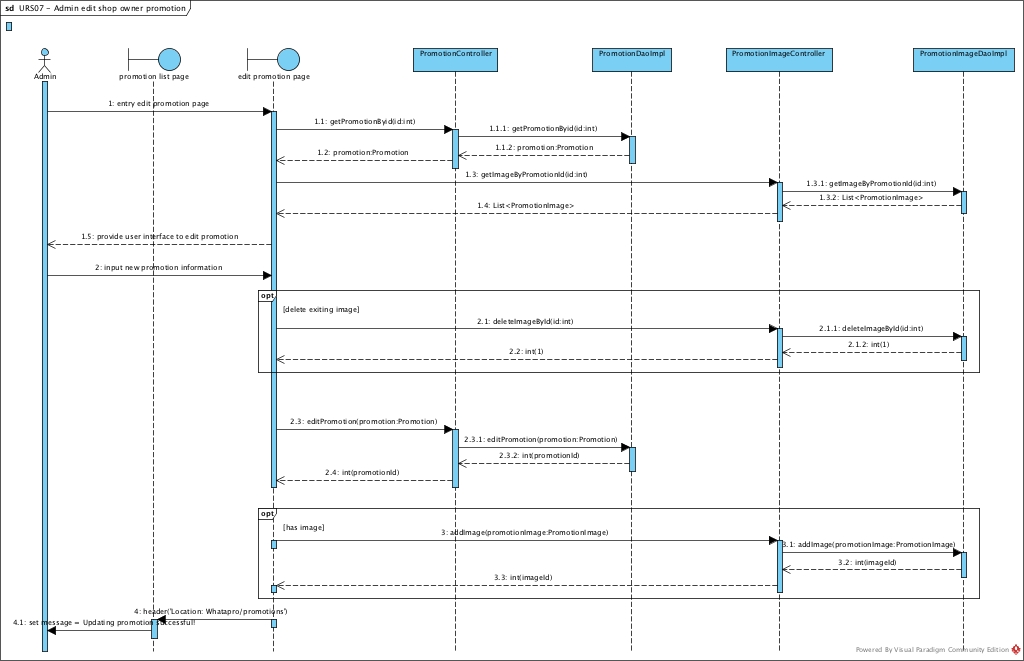 sd URS07 - Admin edit shop owner promotion
PromotionController
PromotionDaoImpl
PromotionImageController
PromotionImageDaoImpl
Admin
promotion list page
edit promotion page
1: entry edit promotion page
1.1: getPromotionByid(id:int)
1.1.1: getPromotionByid(id:int)
1.1.2: promotion:Promotion
1.2: promotion:Promotion
1.3: getImageByPromotionId(id:int)
1.3.1: getImageByPromotionId(id:int)
1.3.2: List<PromotionImage>
1.4: List<PromotionImage>
1.5: provide user interface to edit promotion
2: input new promotion information
opt
[delete exiting image]
2.1: deleteImageById(id:int)
2.1.1: deleteImageById(id:int)
2.1.2: int(1)
2.2: int(1)
2.3: editPromotion(promotion:Promotion)
2.3.1: editPromotion(promotion:Promotion)
2.3.2: int(promotionId)
2.4: int(promotionId)
opt
[has image]
3: addImage(promotionImage:PromotionImage)
3.1: addImage(promotionImage:PromotionImage)
3.2: int(imageId)
3.3: int(imageId)
4: header('Location: Whatapro/promotions')
4.1: set message = Updating promotion successful!
Powered By Visual Paradigm Community Edition